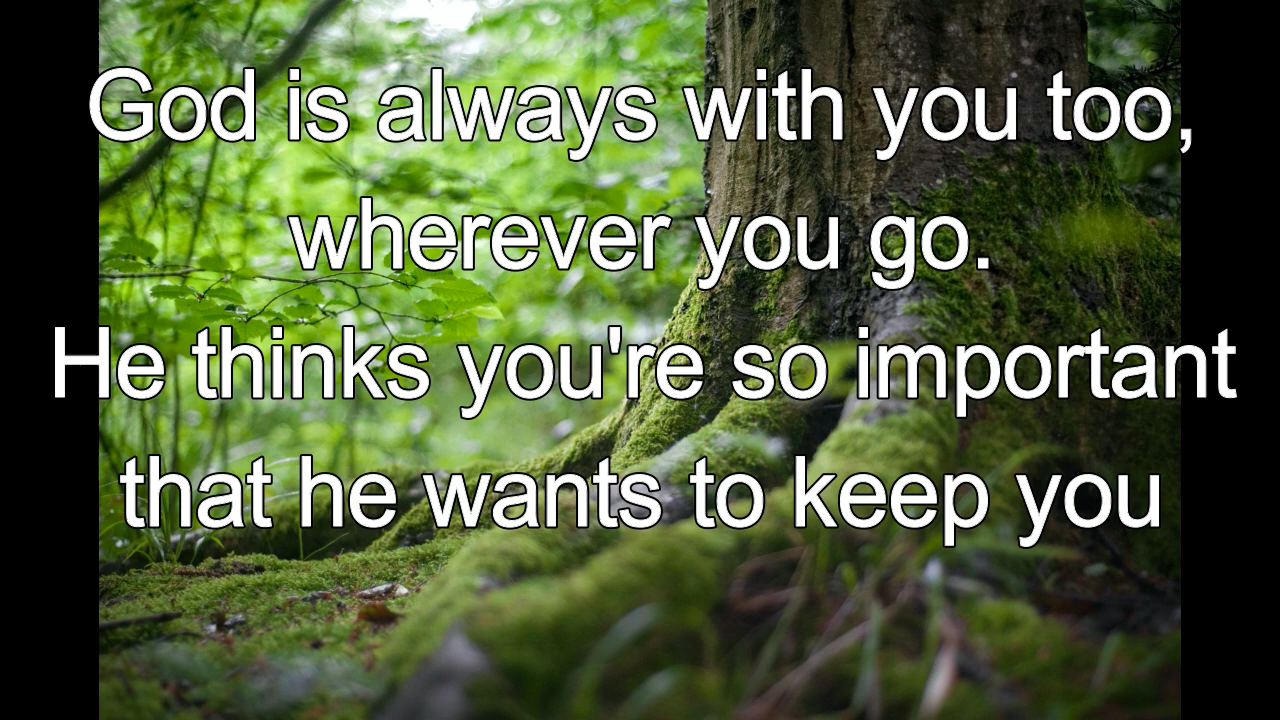 God is always with you too,
wherever you go.
He thinks you're so important
that he wants to keep you